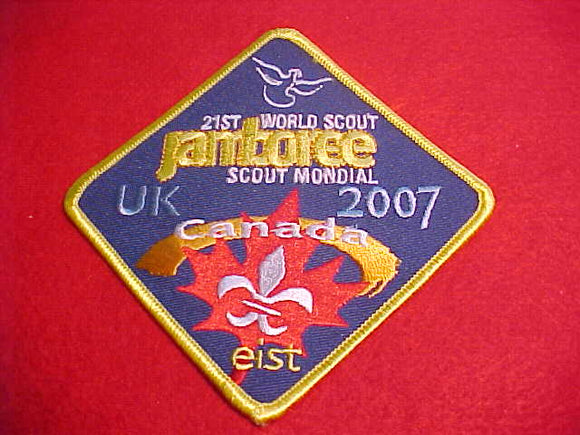 21ST WORLD SCOUT
jamboree
SCOUT MONDIAL
UK 2007
Canada
eist